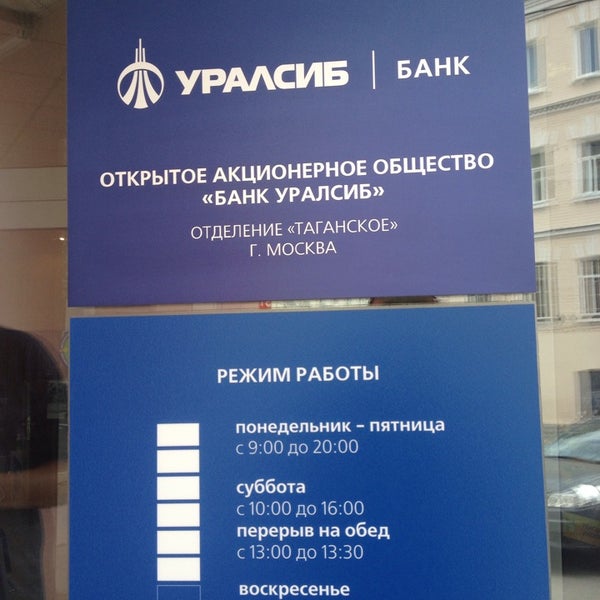 УРАЛСИБ | БАНК
ОТКРЫТОЕ АКЦИОНЕРНОЕ ОБЩЕСТВО
«БАНК УРАЛСИБ»
ОТДЕЛЕНИЕ «ТАГАНСКОЕ»
Г. МОСКВА
РЕЖИМ РАБОТЫ
понедельник – пятница
с 9:00 до 20:00
суббота
с 10:00 до 16:00
перерыв на обед
с 13:00 до 13:30
воскресенье